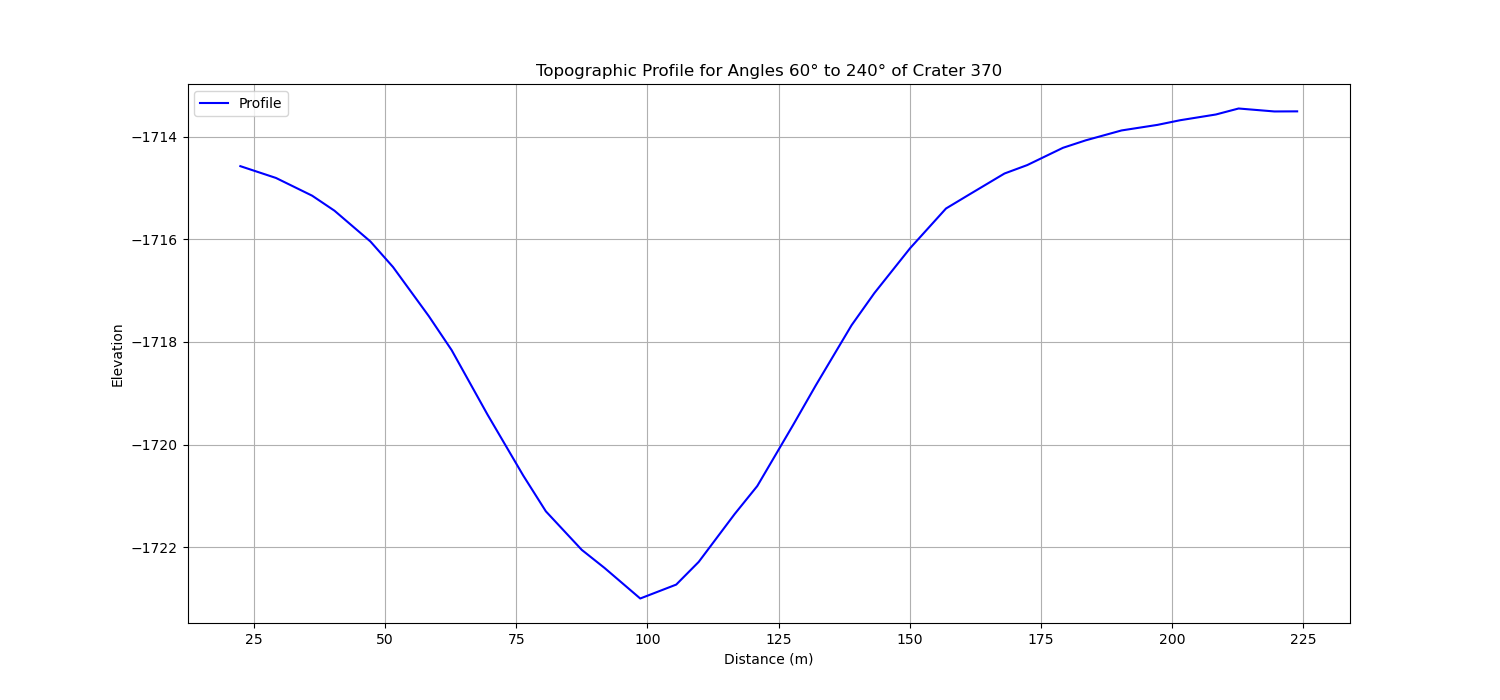 Topographic Profile for Angles 60° to 240° of Crater 370
Profile
−1714
−1716
−1718
−1720
−1722
Elevation
25 50 75 100 125 150 175 200 225
Distance (m)